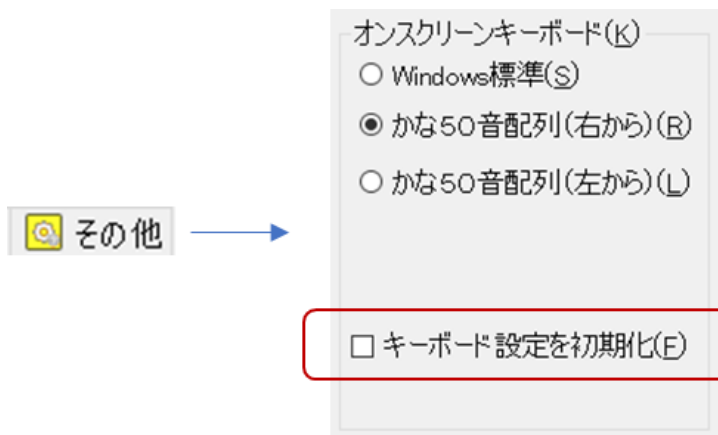 その他
オンスクリーンキーボード(K)
Windows標準(S)
かな50音配列(右から)(R)
かな50音配列(左から)(L)
キーボード設定を初期化(F)